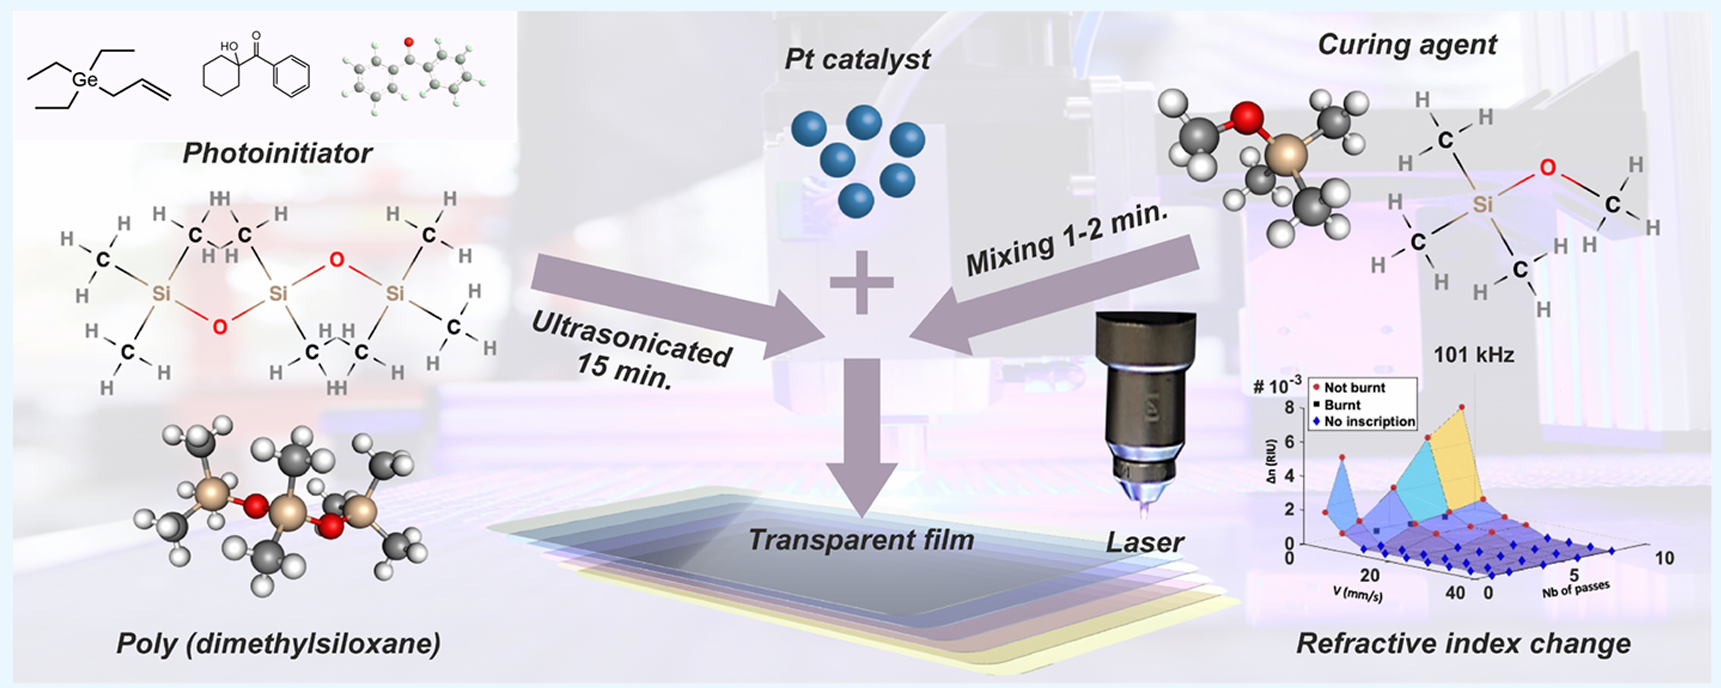 Ge
HO
O
Photoinitiator
Pt catalyst
Curing agent
H
H
C
H
O
H
H
Si
C
H
H
C
H
H
H
C
H
H
H
H H H H
H C C H
H H
H C
H
Si O Si O Si
H C
H
H
H
C
H
H
C
H
H
C
H
H
C
H
H
C
H
H
Mixing 1-2 min.
+
Ultrasonicated
15 min.
101 kHz
# 10-3
Not burnt
Burnt
No inscription
8
6
4
2
0
Δn (RIU)
0
20
40
V (mm/s)
0
5
10
Nb of passes
Transparent film
Laser
Poly (dimethylsiloxane)
Refractive index change